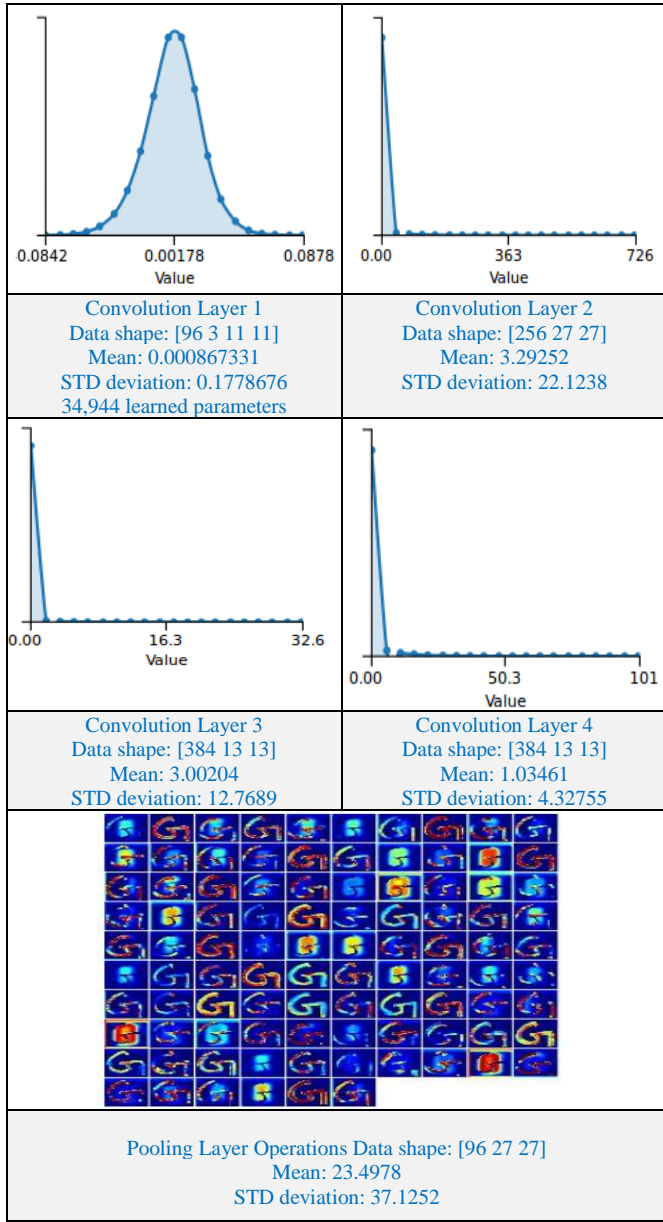 -0.0842 0.00178 0.0878
Value
0.00 363 726
Value
Convolution Layer 1
Data shape: [96 3 11 11]
Mean: 0.000867331
STD deviation: 0.1778676
34,944 learned parameters
Convolution Layer 2
Data shape: [256 27 27]
Mean: 3.29252
STD deviation: 22.1238
0.00 16.3 32.6
Value
0.00 50.3 101
Value
Convolution Layer 3
Data shape: [384 13 13]
Mean: 3.00204
STD deviation: 12.7689
Convolution Layer 4
Data shape: [384 13 13]
Mean: 1.03461
STD deviation: 4.32755
Pooling Layer Operations Data shape: [96 27 27]
Mean: 23.4978
STD deviation: 37.1252